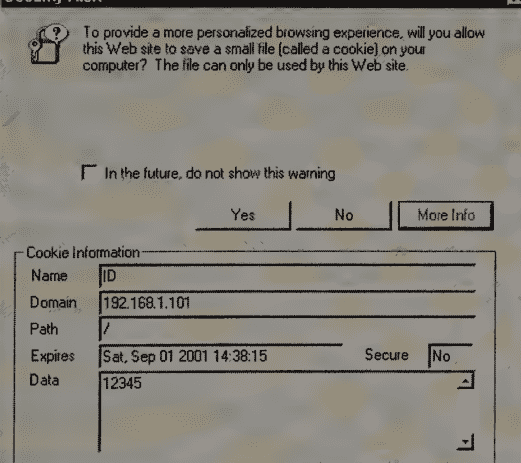 To provide a more personalized browsing experience, will you allow
this Web site to save a small file (called a cookie) on your
computer? The file can only be used by this Web site.
In the future, do not show this warning
Yes No More Info
Cookie Information
Name ID
Domain 192.168.1.101
Path /
Expires Sat, Sep 01 2001 14:38:15 Secure No
Data 12345